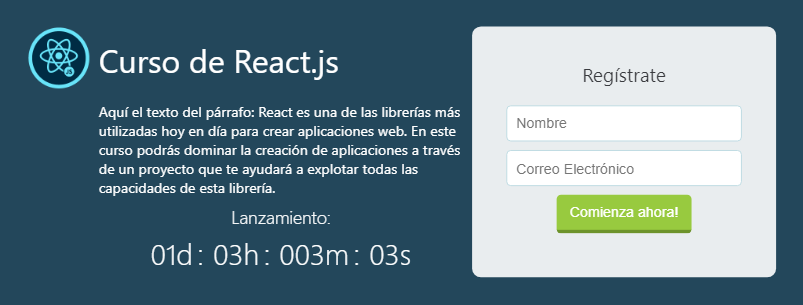 Curso de React.js
Aquí el texto del párrafo: React es una de las librerías más
utilizadas hoy en día para crear aplicaciones web. En este
curso podrás dominar la creación de aplicaciones a través
de un proyecto que te ayudará a explotar todas las
capacidades de esta librería.
Lanzamiento:
01d : 03h : 003m : 03s
Regístrate
Nombre
Correo Electrónico
Comienza ahora!